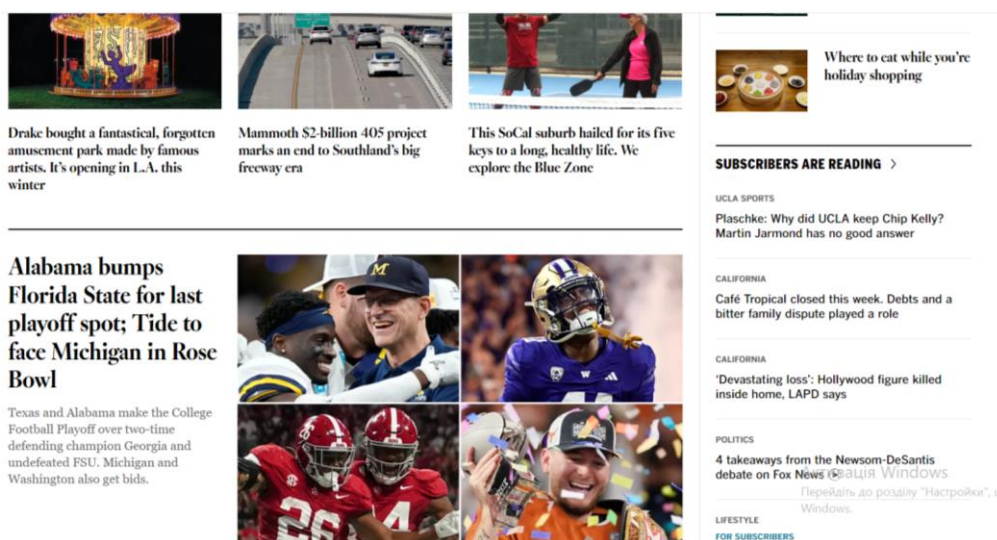 Drake bought a fantastical, forgotten
amusement park made by famous
artists. It's opening in L.A. this
winter
Mammoth $2-billion 405 project
marks an end to Southland's big
freeway era
This SoCal suburb hailed for its five
keys to a long, healthy life. We
explore the Blue Zone
Alabama bumps
Florida State for last
playoff spot; Tide to
face Michigan in Rose
Bowl
Texas and Alabama make the College
Football Playoff over two-time
defending champion Georgia and
undefeated FSU. Michigan and
Washington also get bids.
M
W
26
4
Where to eat while you're
holiday shopping
SUBSCRIBERS ARE READING >
UCLA SPORTS
Plaschke: Why did UCLA keep Chip Kelly?
Martin Jarmond has no good answer
CALIFORNIA
Café Tropical closed this week. Debts and a
bitter family dispute played a role
CALIFORNIA
'Devastating loss': Hollywood figure killed
inside home, LAPD says
POLITICS
4 takeaways from the Newsom-DeSantis
debate on Fox News
LIFESTYLE
FOR SUBSCRIBERS
Активація Windows
Перейдіть до розділу "Настройки",
Windows.